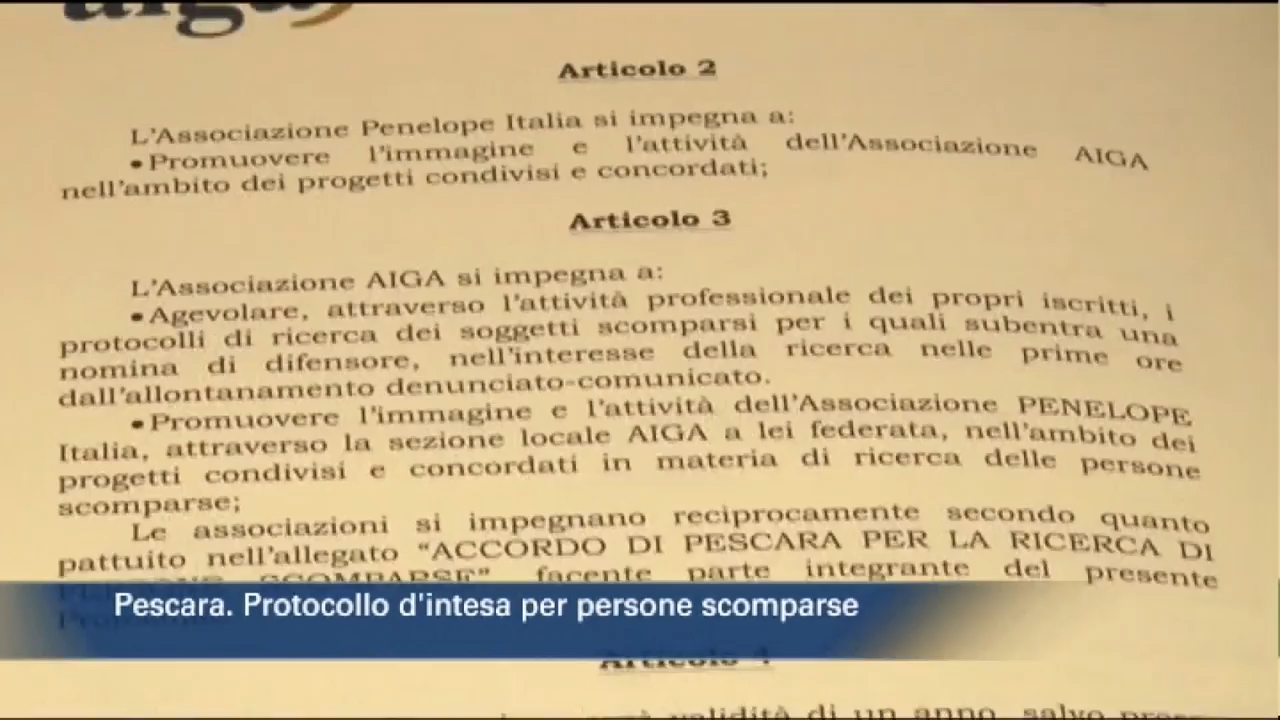 aiga
Articolo 2
L'Associazione Penelope Italia si impegna a:
•Promuovere l'immagine e l'attività dell'Associazione AIGA
nell'ambito dei progetti condivisi e concordati;
Articolo 3
L'Associazione AIGA si impegna a:
•Agevolare, attraverso l'attività professionale dei propri iscritti, i
protocolli di ricerca dei soggetti scomparsi per i quali subentra una
nomina di difensore, nell'interesse della ricerca nelle prime ore
dall'allontanamento denunciato-comunicato.
•Promuovere l'immagine e l'attività dell'Associazione PENELOPE
Italia, attraverso la sezione locale AIGA a lei federata, nell'ambito dei
progetti condivisi e concordati in materia di ricerca delle persone
scomparse;
Le associazioni si impegnano reciprocamente secondo quanto
pattuito nell'allegato “ACCORDO DI PESCARA PER LA RICERCA DI
SCOMPARSE” facente parte integrante del presente
Pescara. Protocollo d'intesa per persone scomparse
Articolo 4
validità di un anno, salvo